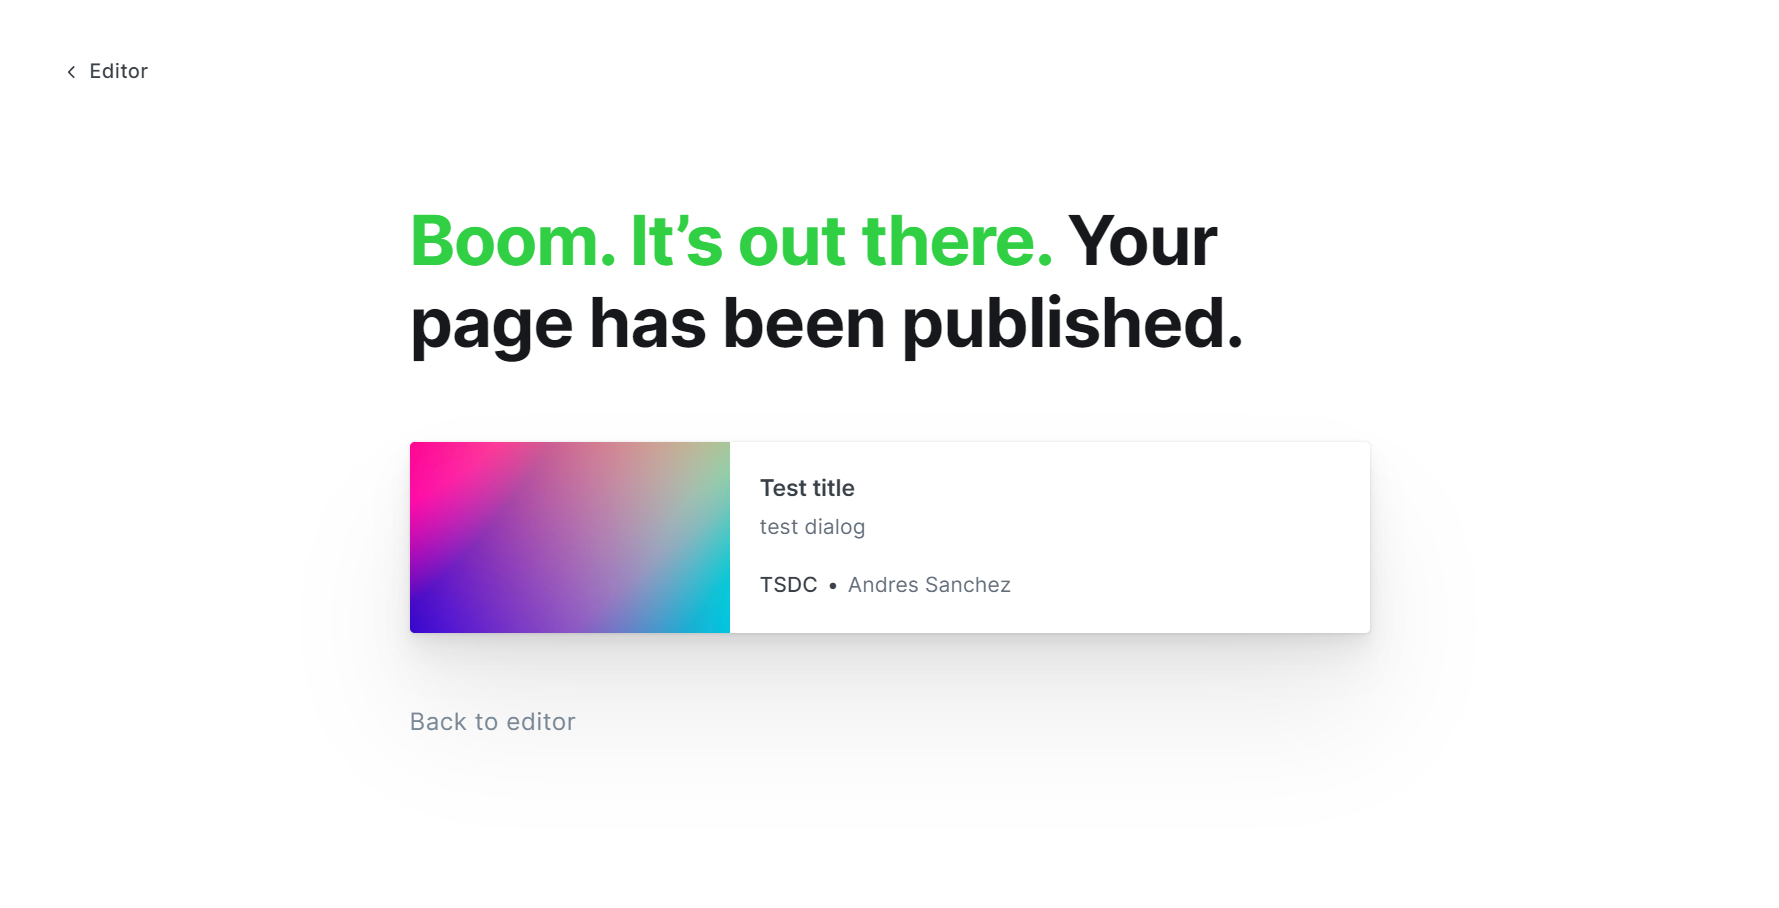 Editor
Boom. It’s out there. Your
page has been published.
Test title
test dialog
TSDC • Andres Sanchez
Back to editor